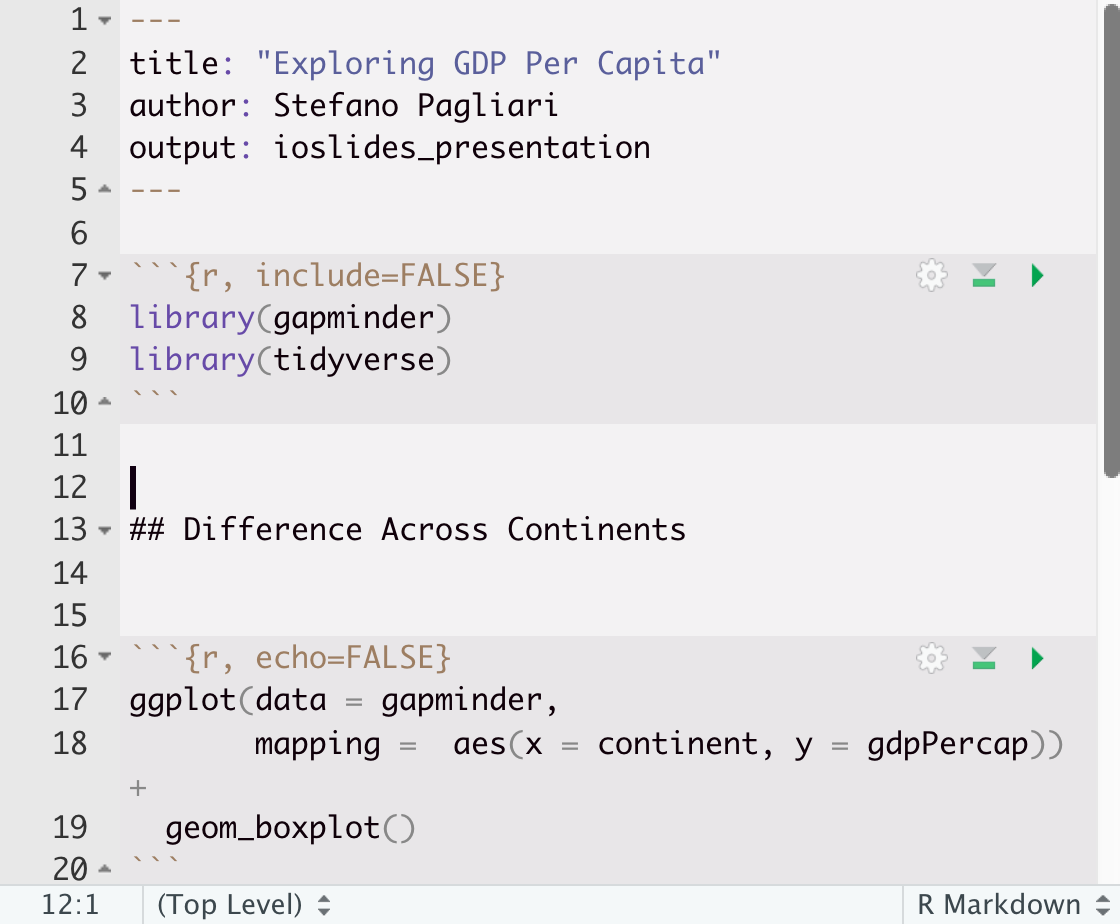 1 ---
2 title: "Exploring GDP Per Capita"
3 author: Stefano Pagliari
4 output: ioslides_presentation
5 ---
6
7 ```{r, include=FALSE}
8 library(gapminder)
9 library(tidyverse)
10 ```
11
12
13 ## Difference Across Continents
14
15
16 ```{r, echo=FALSE}
17 ggplot(data = gapminder,
18        mapping =  aes(x = continent, y = gdpPercap))
+
19   geom_boxplot()
20 ```
12:1 (Top Level) R Markdown